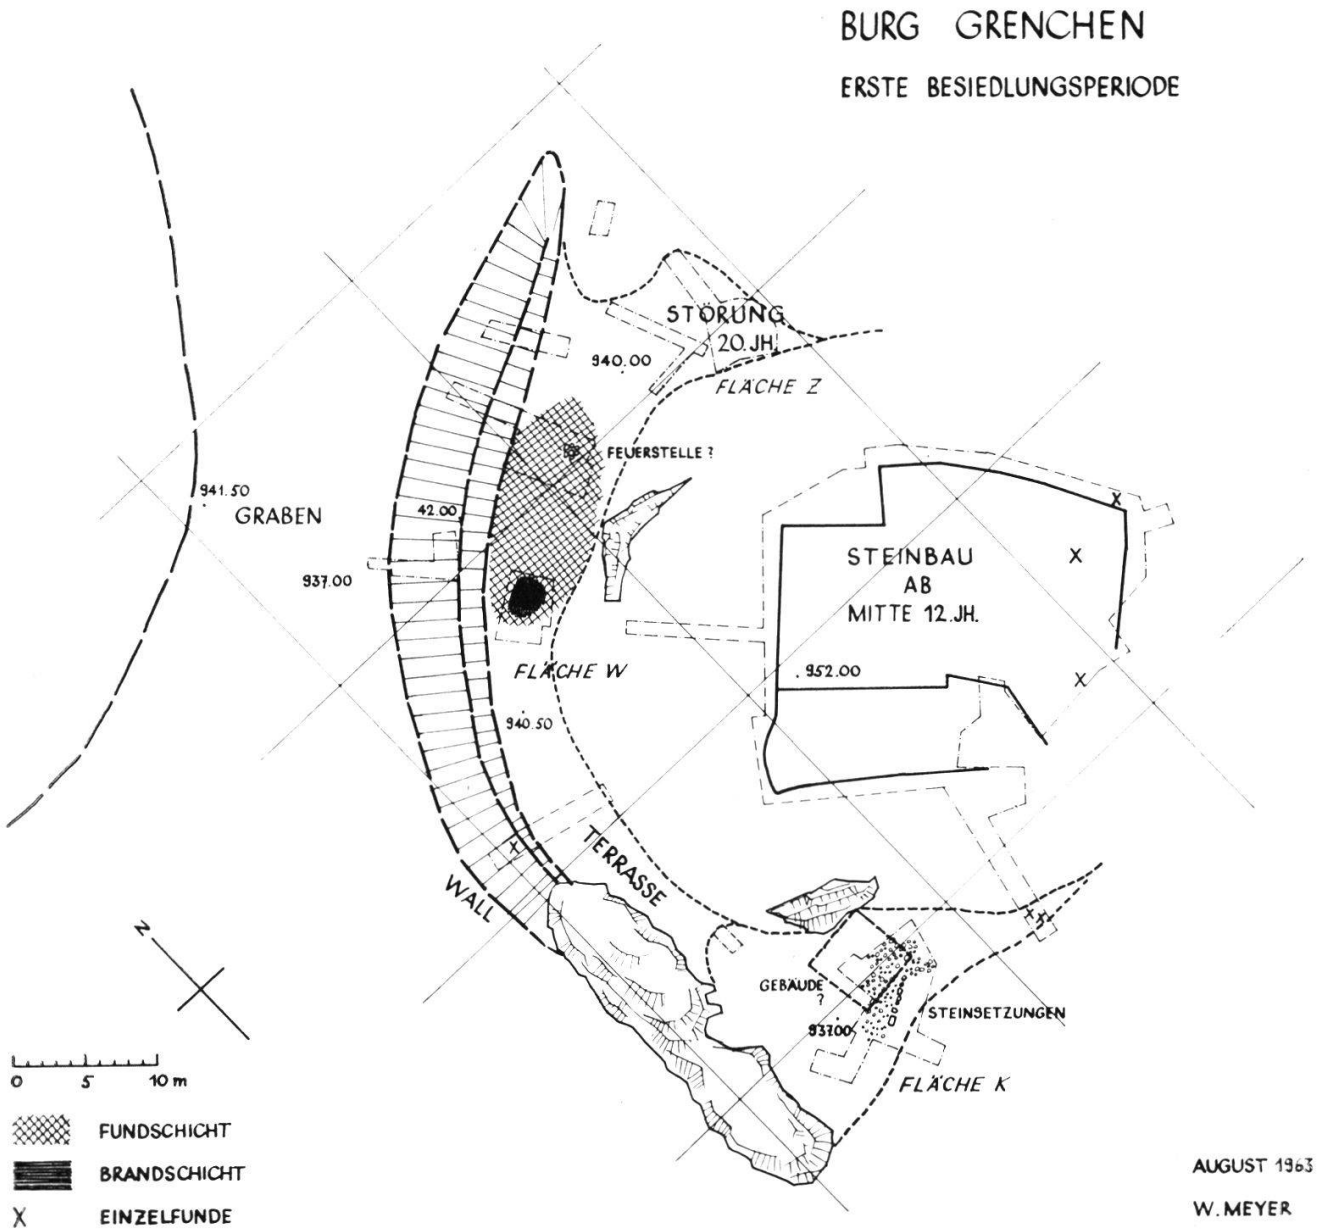 BURG GRENCHEN
ERSTE BESIEDLUNGSPERIODE
STÖRUNG
20. JH.
940.00
FLÄCHE Z
FEUERSTELLE ?
941.50
GRABEN
42.00
937.00
STEINBAU
AB
MITTE 12. JH.
. 952.00
FLÄCHE W
940.50
TERRASSE
WALL
N
GEBÄUDE
?
937.00
STEINSETZUNGEN
FLÄCHE K
0 5 10 m
FUNDSCHICHT
BRANDSCHICHT
X EINZELFUNDE
AUGUST 1963
W. MEYER